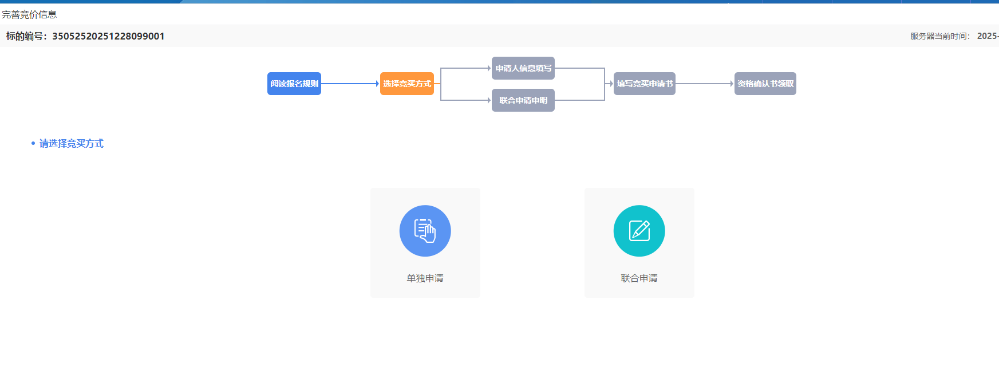 完善竞价信息
标的编号：35052520251228099001
服务器当前时间： 2025-
阅读报名规则
选择竞买方式
申请人信息填写
联合申请申明
填写竞买申请书
资格确认书领取
• 请选择竞买方式
单独申请
联合申请